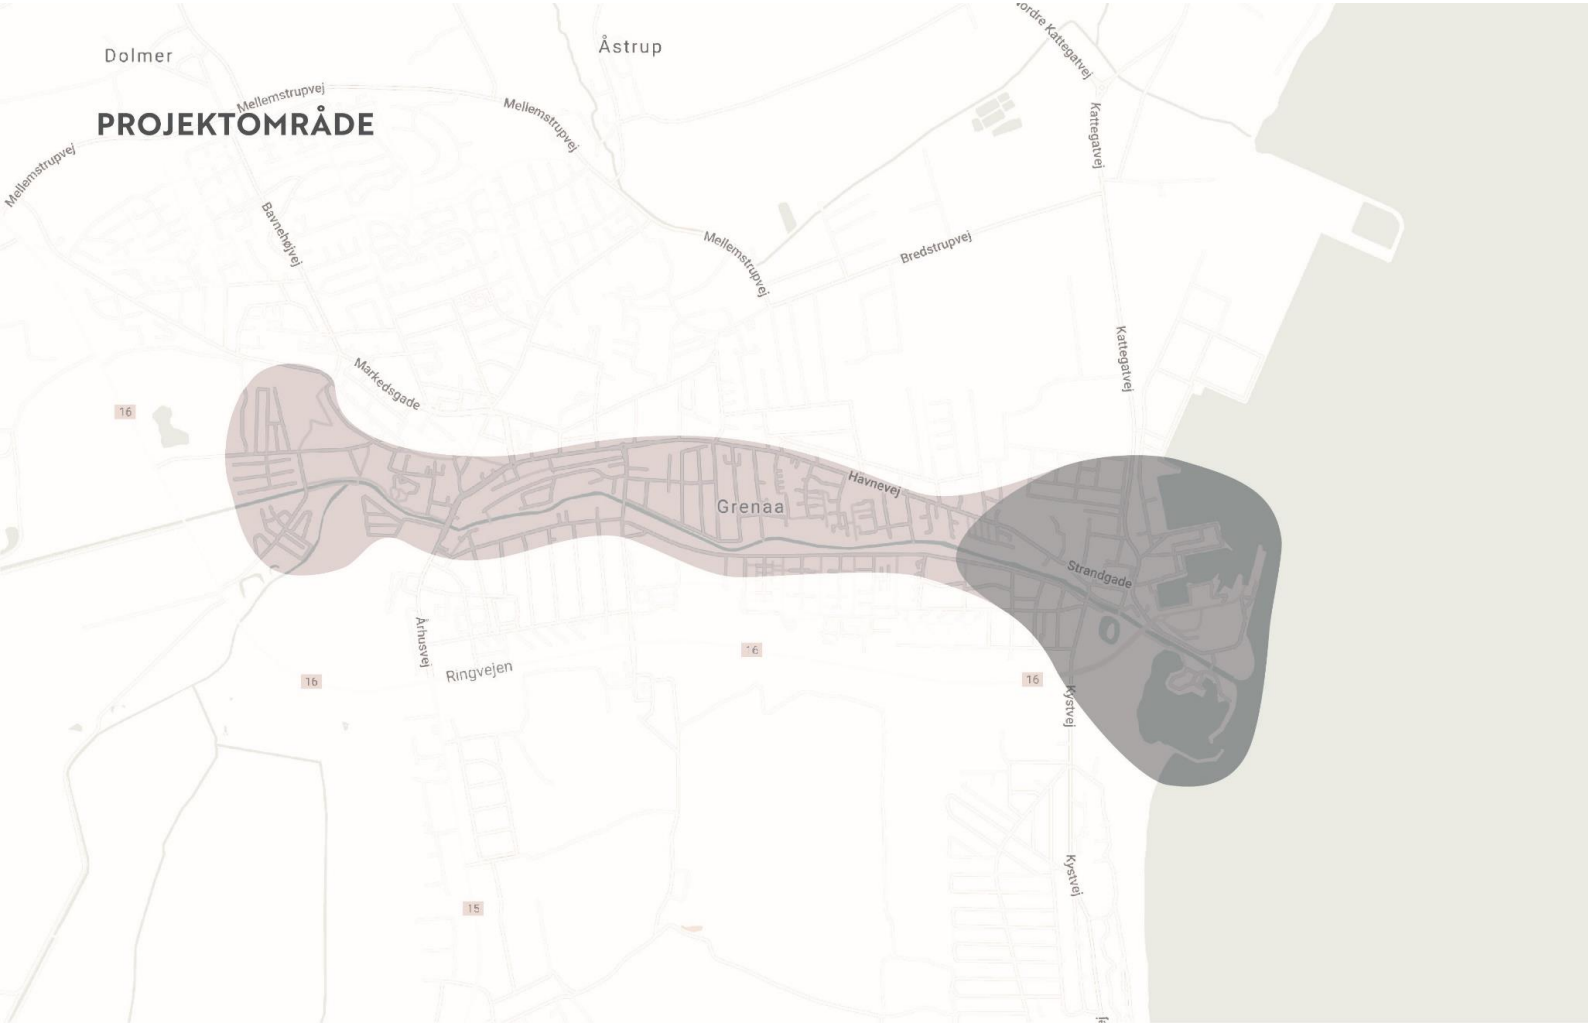 Nordre Kattegatvej
Dolmer
Åstrup
Mellemstrupvej
PROJEKTOMRÅDE
Mellemstrupvej
Kattegatvej
Mellemstrupvej
Bavnehøjvej
Mellemstrupvej
Bredstrupvej
Kattegatvej
Markedsgade
16
Havnevej
Grenaa
Strandgade
Århusvej
16
Ringvejen
16
16
Kystvej
Kystvej
15